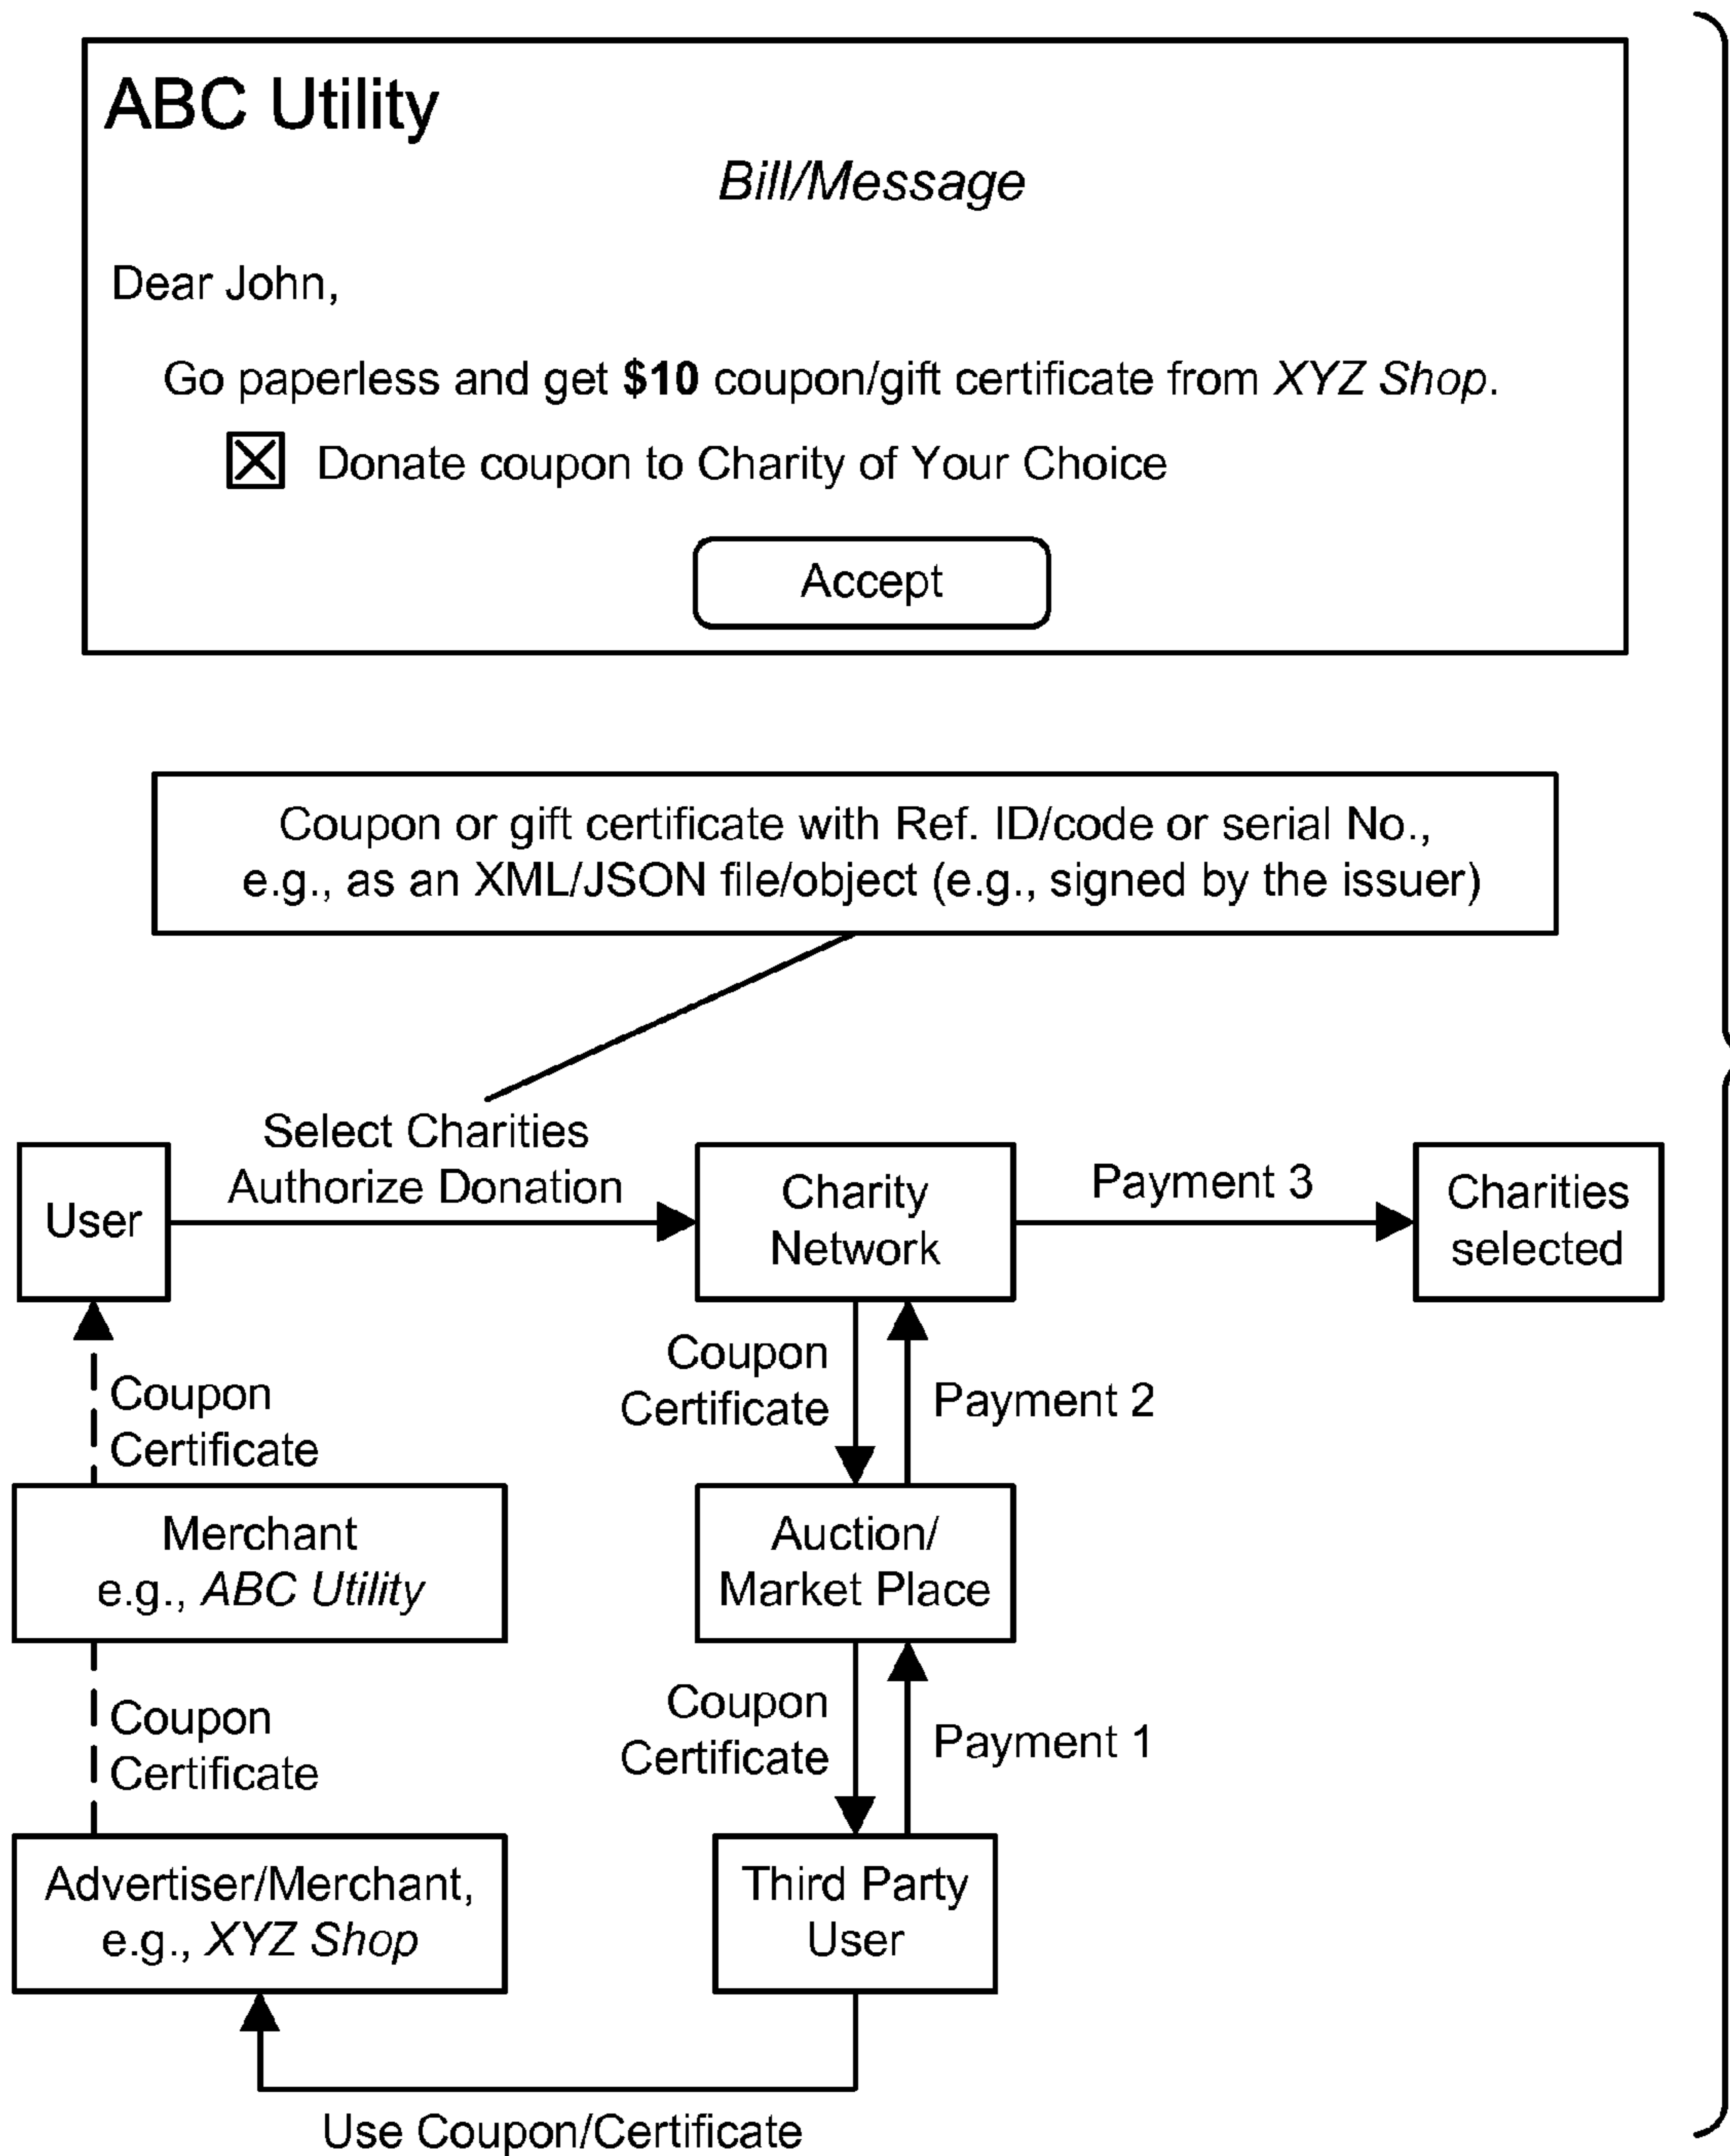 ABC Utility
Bill/Message
Dear John,
Go paperless and get $10 coupon/gift certificate from XYZ Shop.
Donate coupon to Charity of Your Choice
Accept
Coupon or gift certificate with Ref. ID/code or serial No.,
e.g., as an XML/JSON file/object (e.g., signed by the issuer)
Select Charities
Authorize Donation
User
Charity
Network
Payment 3
Charities
selected
Coupon
Certificate
Coupon
Certificate
Payment 2
Merchant
e.g., ABC Utility
Auction/
Market Place
Coupon
Certificate
Coupon
Certificate
Payment 1
Advertiser/Merchant,
e.g., XYZ Shop
Third Party
User
Use Coupon/Certificate